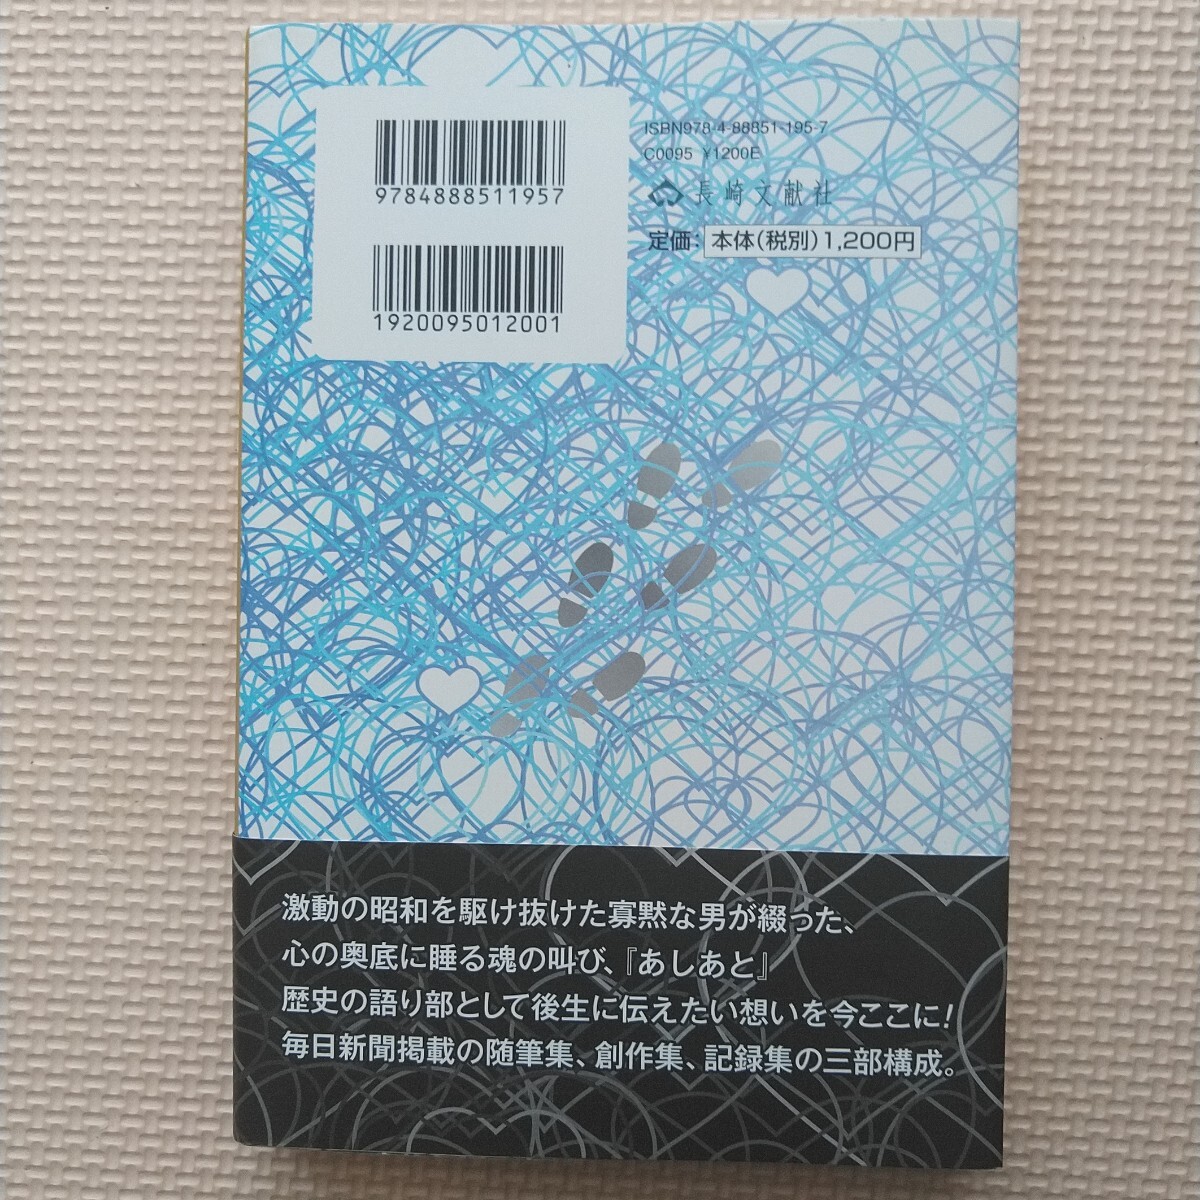 9784888511957
1920095012001
ISBN978-4-88851-195-7
C0095 ¥1200E
長崎文献社
定価：本体（税別）1,200円
激動の昭和を駆け抜けた寡黙な男が綴った、
心の奥底に睡る魂の叫び、『あしあと』
歴史の語り部として後生に伝えたい想いを今ここに！
毎日新聞掲載の随筆集、創作集、記録集の三部構成。